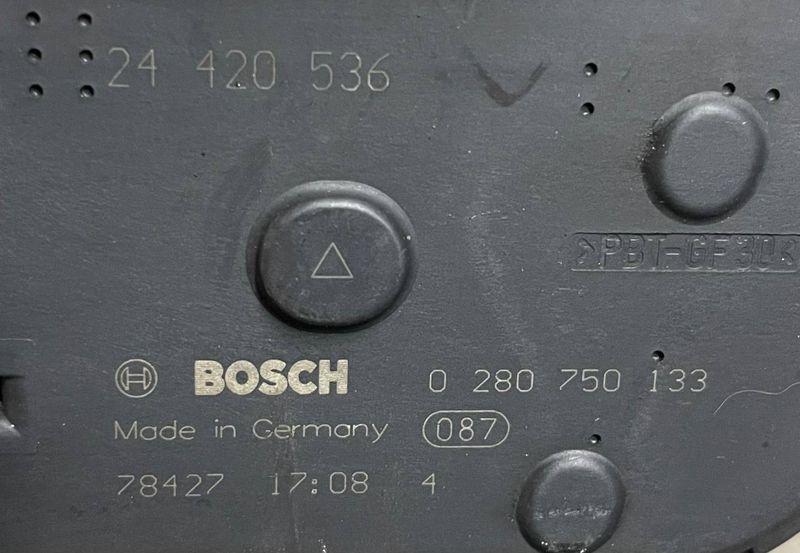 24 420 536
>PBT-GF30<
BOSCH 0 280 750 133
Made in Germany 087
78427 17:08 4